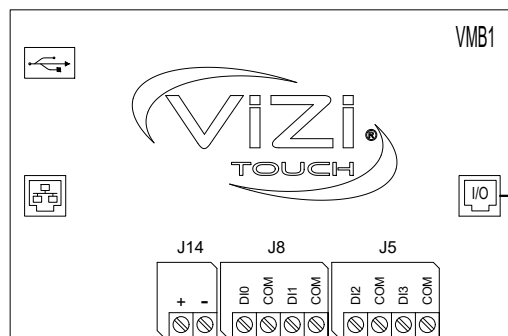 VMB1
ViZi®
TOUCH
I/O
J14 J8 J5
+ - DI0 COM DI1 COM DI2 COM DI3 COM